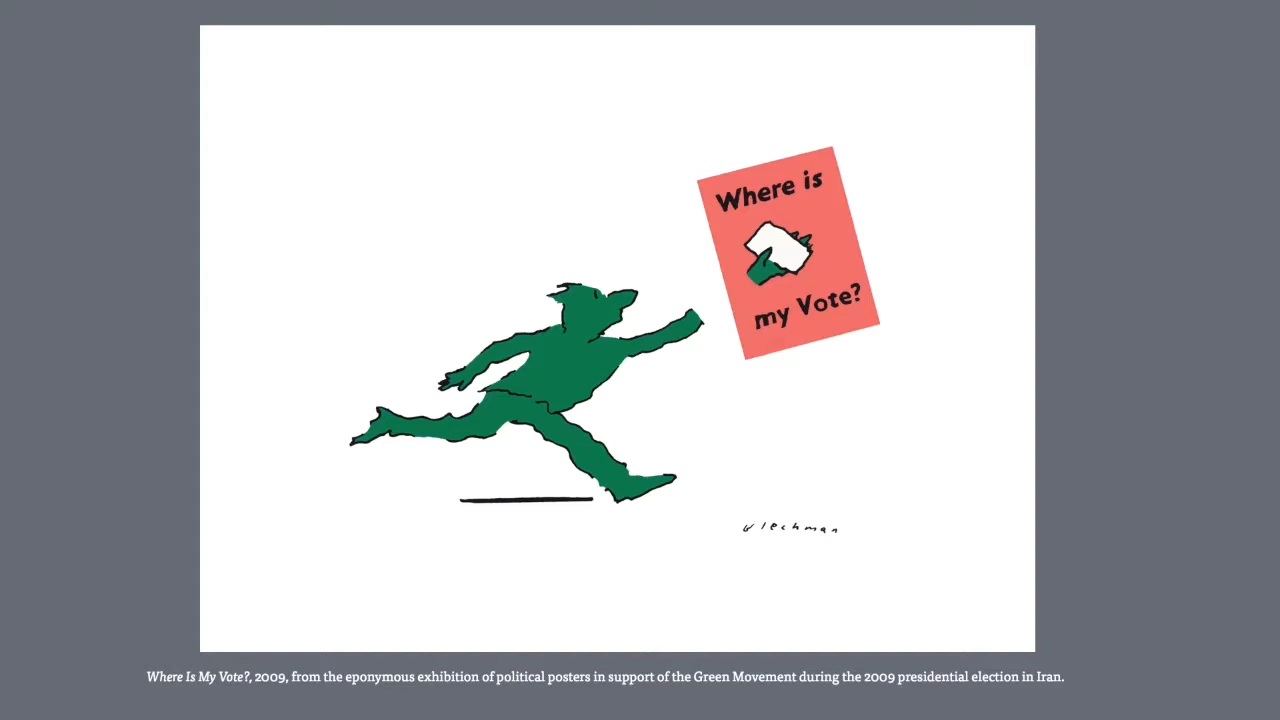 Where is
my Vote?
blechman
Where Is My Vote?, 2009, from the eponymous exhibition of political posters in support of the Green Movement during the 2009 presidential election in Iran.